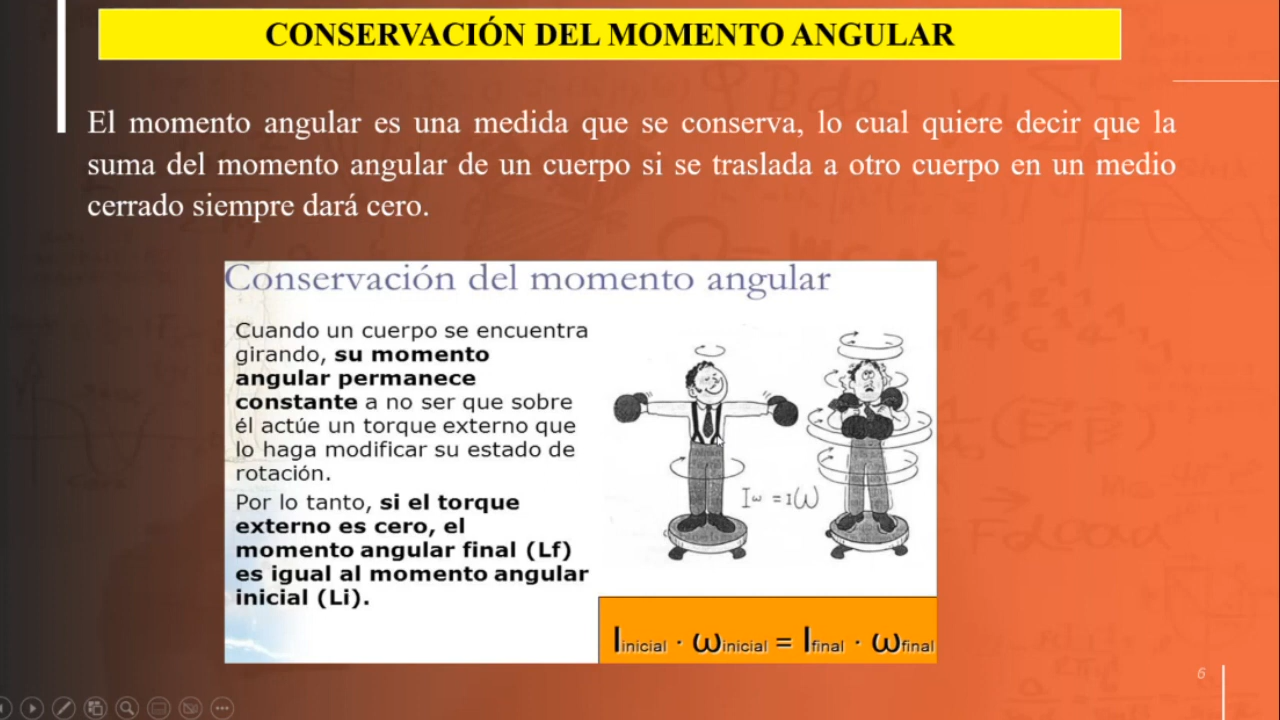 CONSERVACIÓN DEL MOMENTO ANGULAR
El momento angular es una medida que se conserva, lo cual quiere decir que la
suma del momento angular de un cuerpo si se traslada a otro cuerpo en un medio
cerrado siempre dará cero.
Conservación del momento angular
Cuando un cuerpo se encuentra
girando, su momento
angular permanece
constante a no ser que sobre
él actúe un torque externo que
lo haga modificar su estado de
rotación.
Por lo tanto, si el torque
externo es cero, el
momento angular final (Lf)
es igual al momento angular
inicial (Li).
Iω = Iω
Iinicial · ωinicial = Ifinal · ωfinal
6